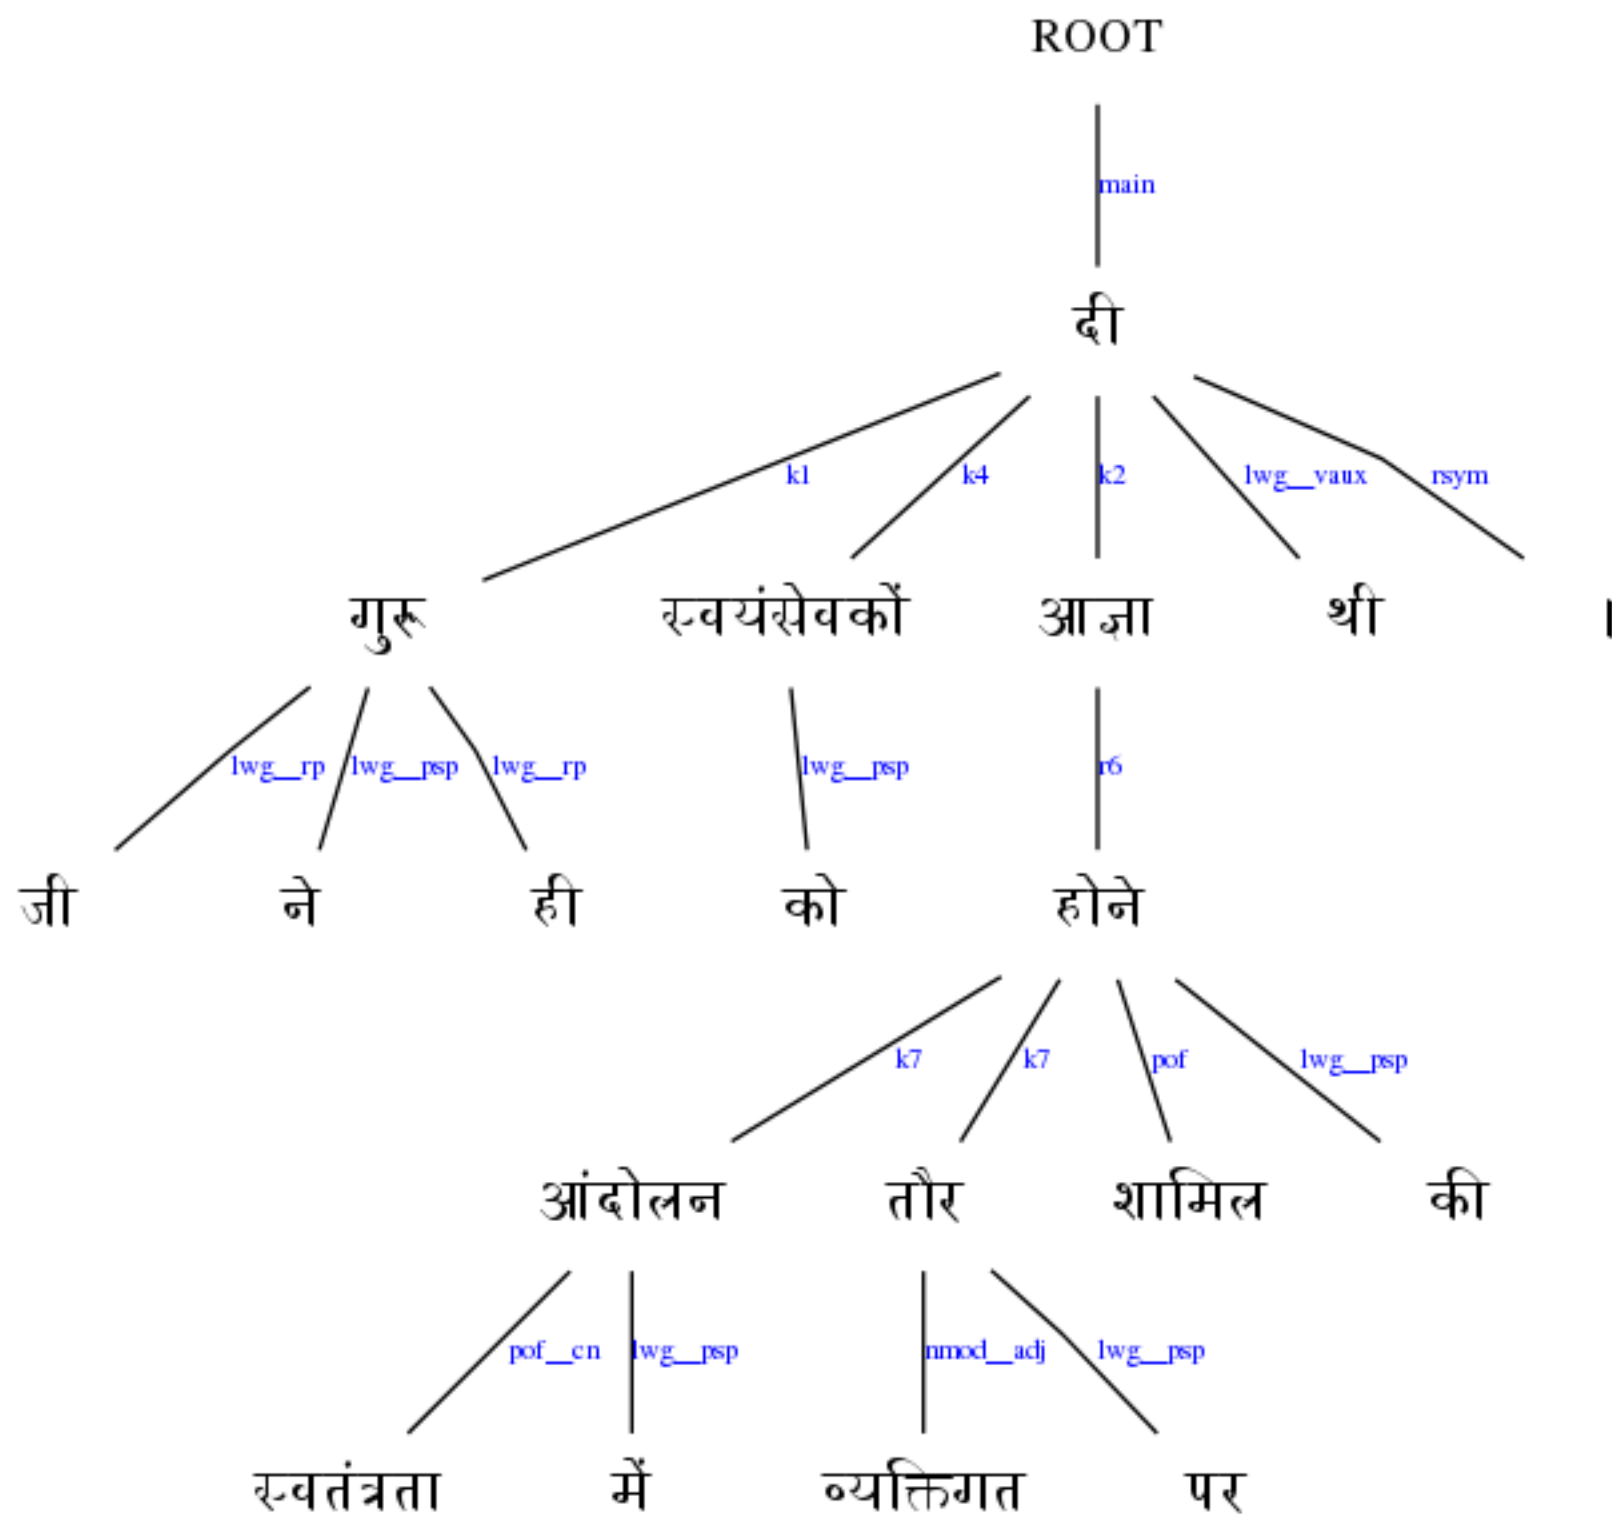 ROOT
main
दी
k1 k4 k2 lwg__vaux rsym
गुरू स्वयंसेवकों आज्ञा थी ।
lwg__rp lwg__psp lwg__rp lwg__psp r6
जी ने ही को होने
k7 k7 pof lwg__psp
आंदोलन तौर शामिल की
pof__cn lwg__psp nmod__adj lwg__psp
स्वतंत्रता में व्यक्तिगत पर